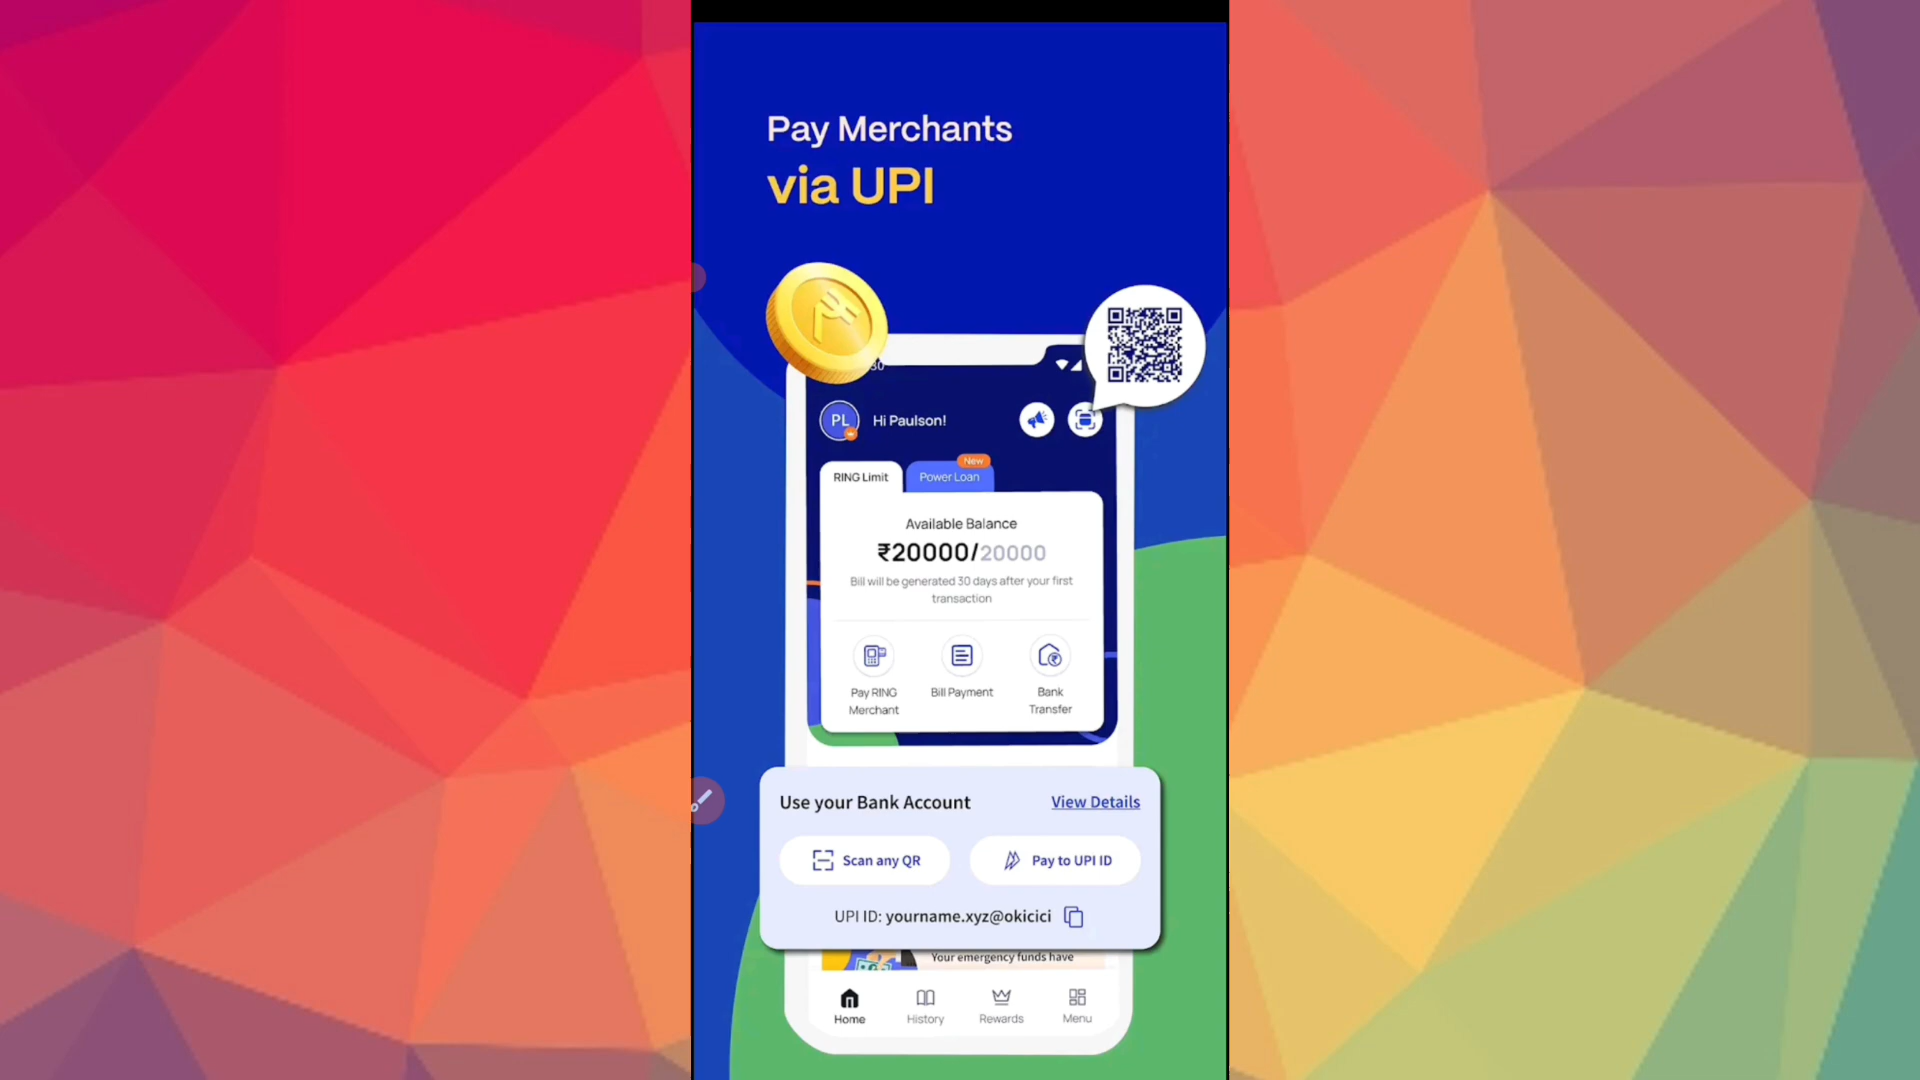 Pay Merchants
via UPI
30
PL
Hi Paulson!
New
RING Limit
Power Loan
Available Balance
₹20000/20000
Bill will be generated 30 days after your first
transaction
Pay RING
Merchant
Bill Payment
Bank
Transfer
Use your Bank Account
View Details
Scan any QR
Pay to UPI ID
UPI ID: yourname.xyz@okicici
Your emergency funds have
Home
History
Rewards
Menu